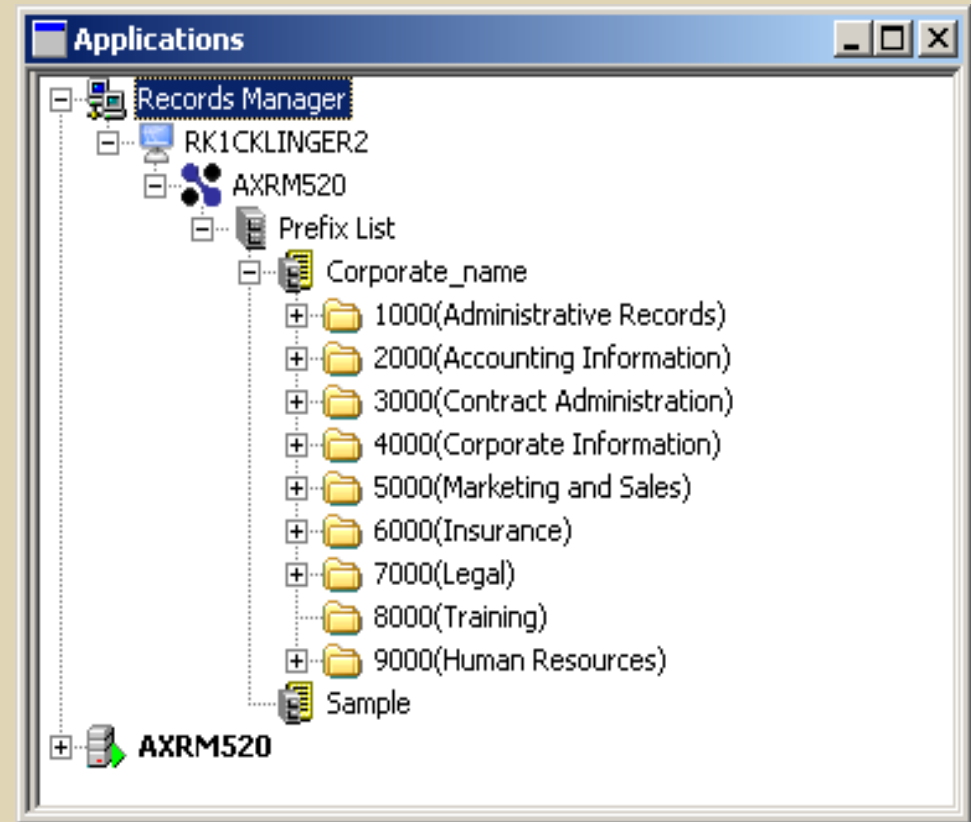 Applications
Records Manager
RK1CKLINGER2
AXRM520
Prefix List
Corporate_name
1000(Administrative Records)
2000(Accounting Information)
3000(Contract Administration)
4000(Corporate Information)
5000(Marketing and Sales)
6000(Insurance)
7000(Legal)
8000(Training)
9000(Human Resources)
Sample
AXRM520